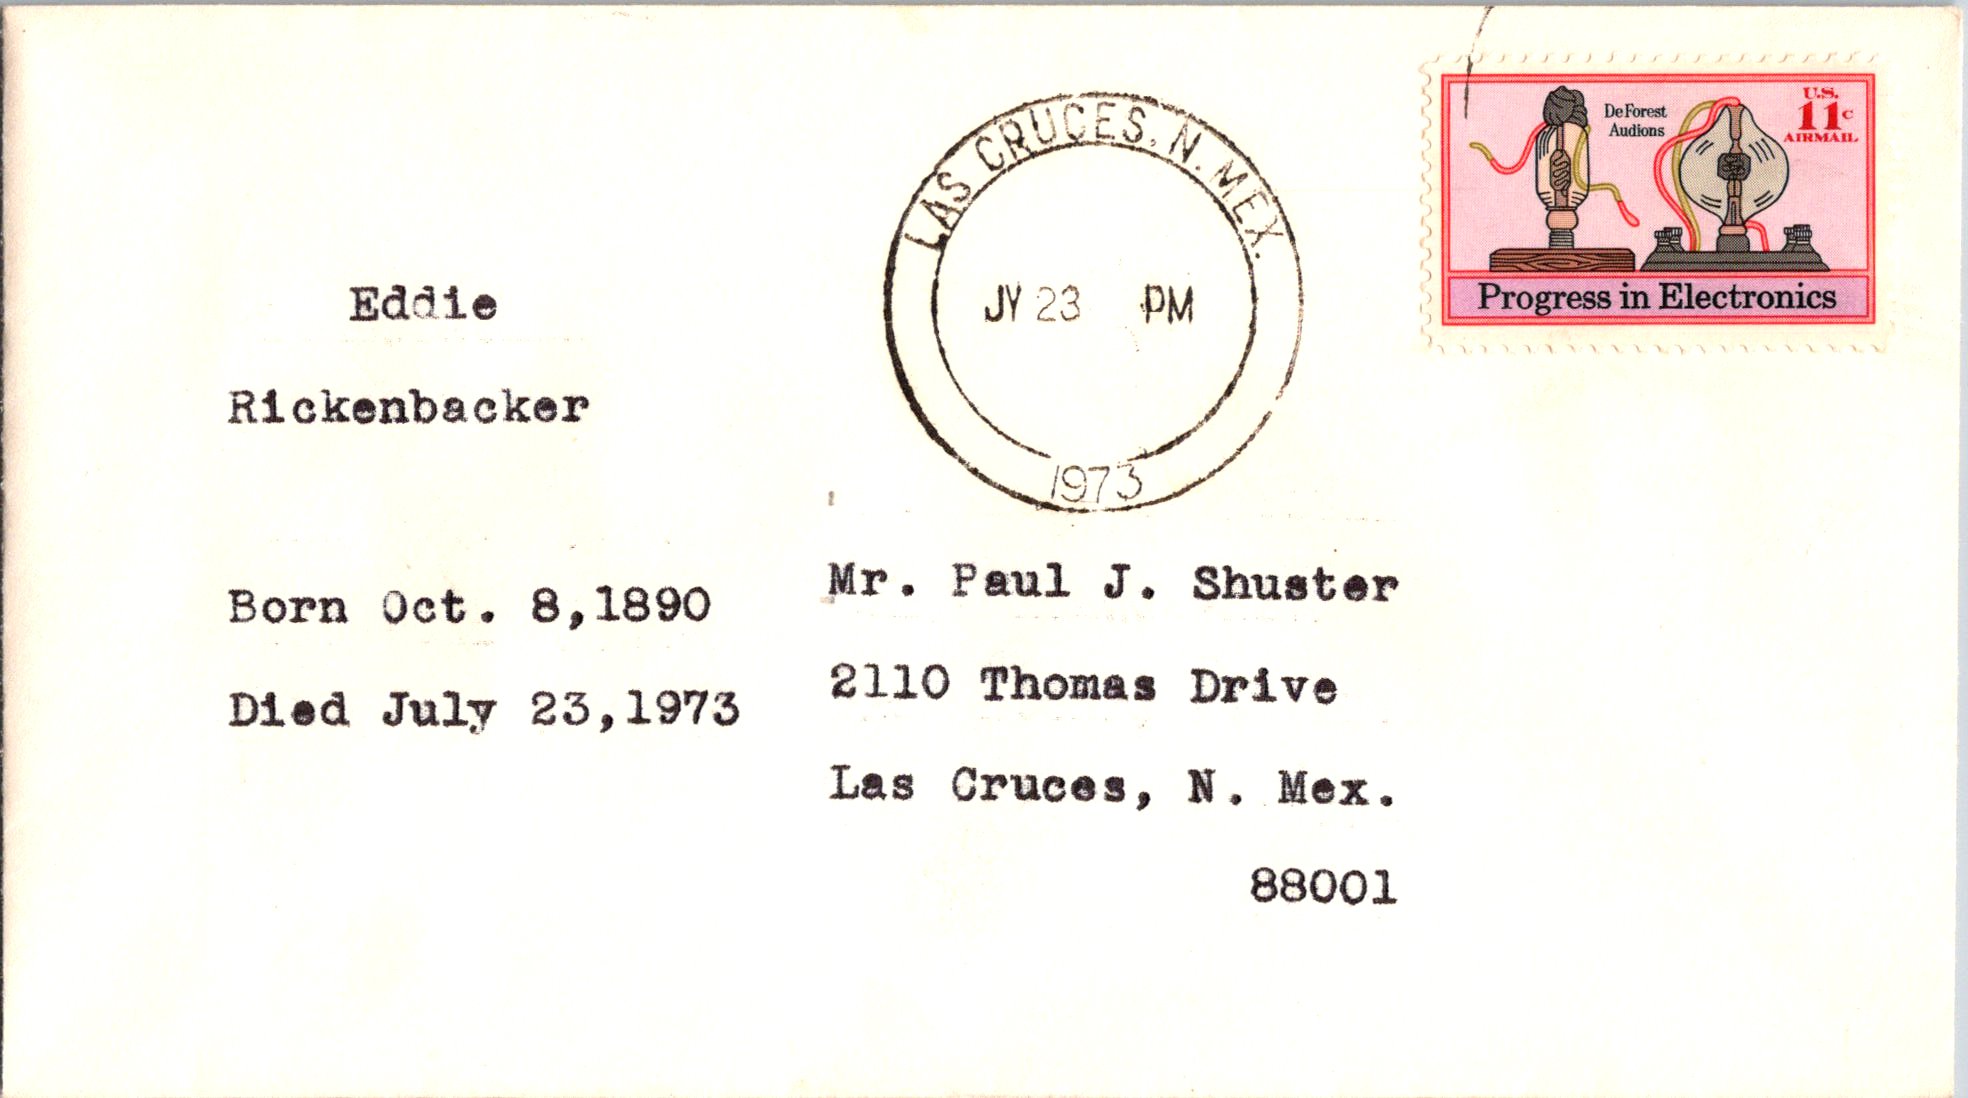 LAS CRUCES, N. MEX.
JY 23 PM
1973
De Forest
Audions
U.S.
11c
AIRMAIL
Progress in Electronics
Eddie
Rickenbacker
Born Oct. 8,1890
Died July 23,1973
Mr. Paul J. Shuster
2110 Thomas Drive
Las Cruces, N. Mex.
88001